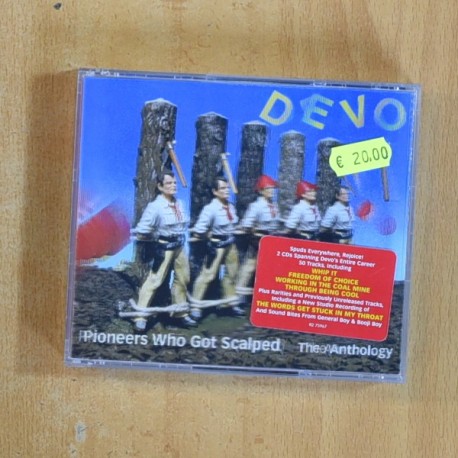 DEVO
€ 20.00
Spuds Everywhere, Rejoice!
2 CDs Spanning Devo's Entire Career
50 Tracks, Including
WHIP IT
FREEDOM OF CHOICE
WORKING IN THE COAL MINE
THROUGH BEING COOL
Plus Rarities and Previously Unreleased Tracks,
Including a New Studio Recording of
THE WORDS GET STUCK IN MY THROAT
And Sound Bites From General Boy & Booji Boy
Pioneers Who Got Scalped
The Anthology